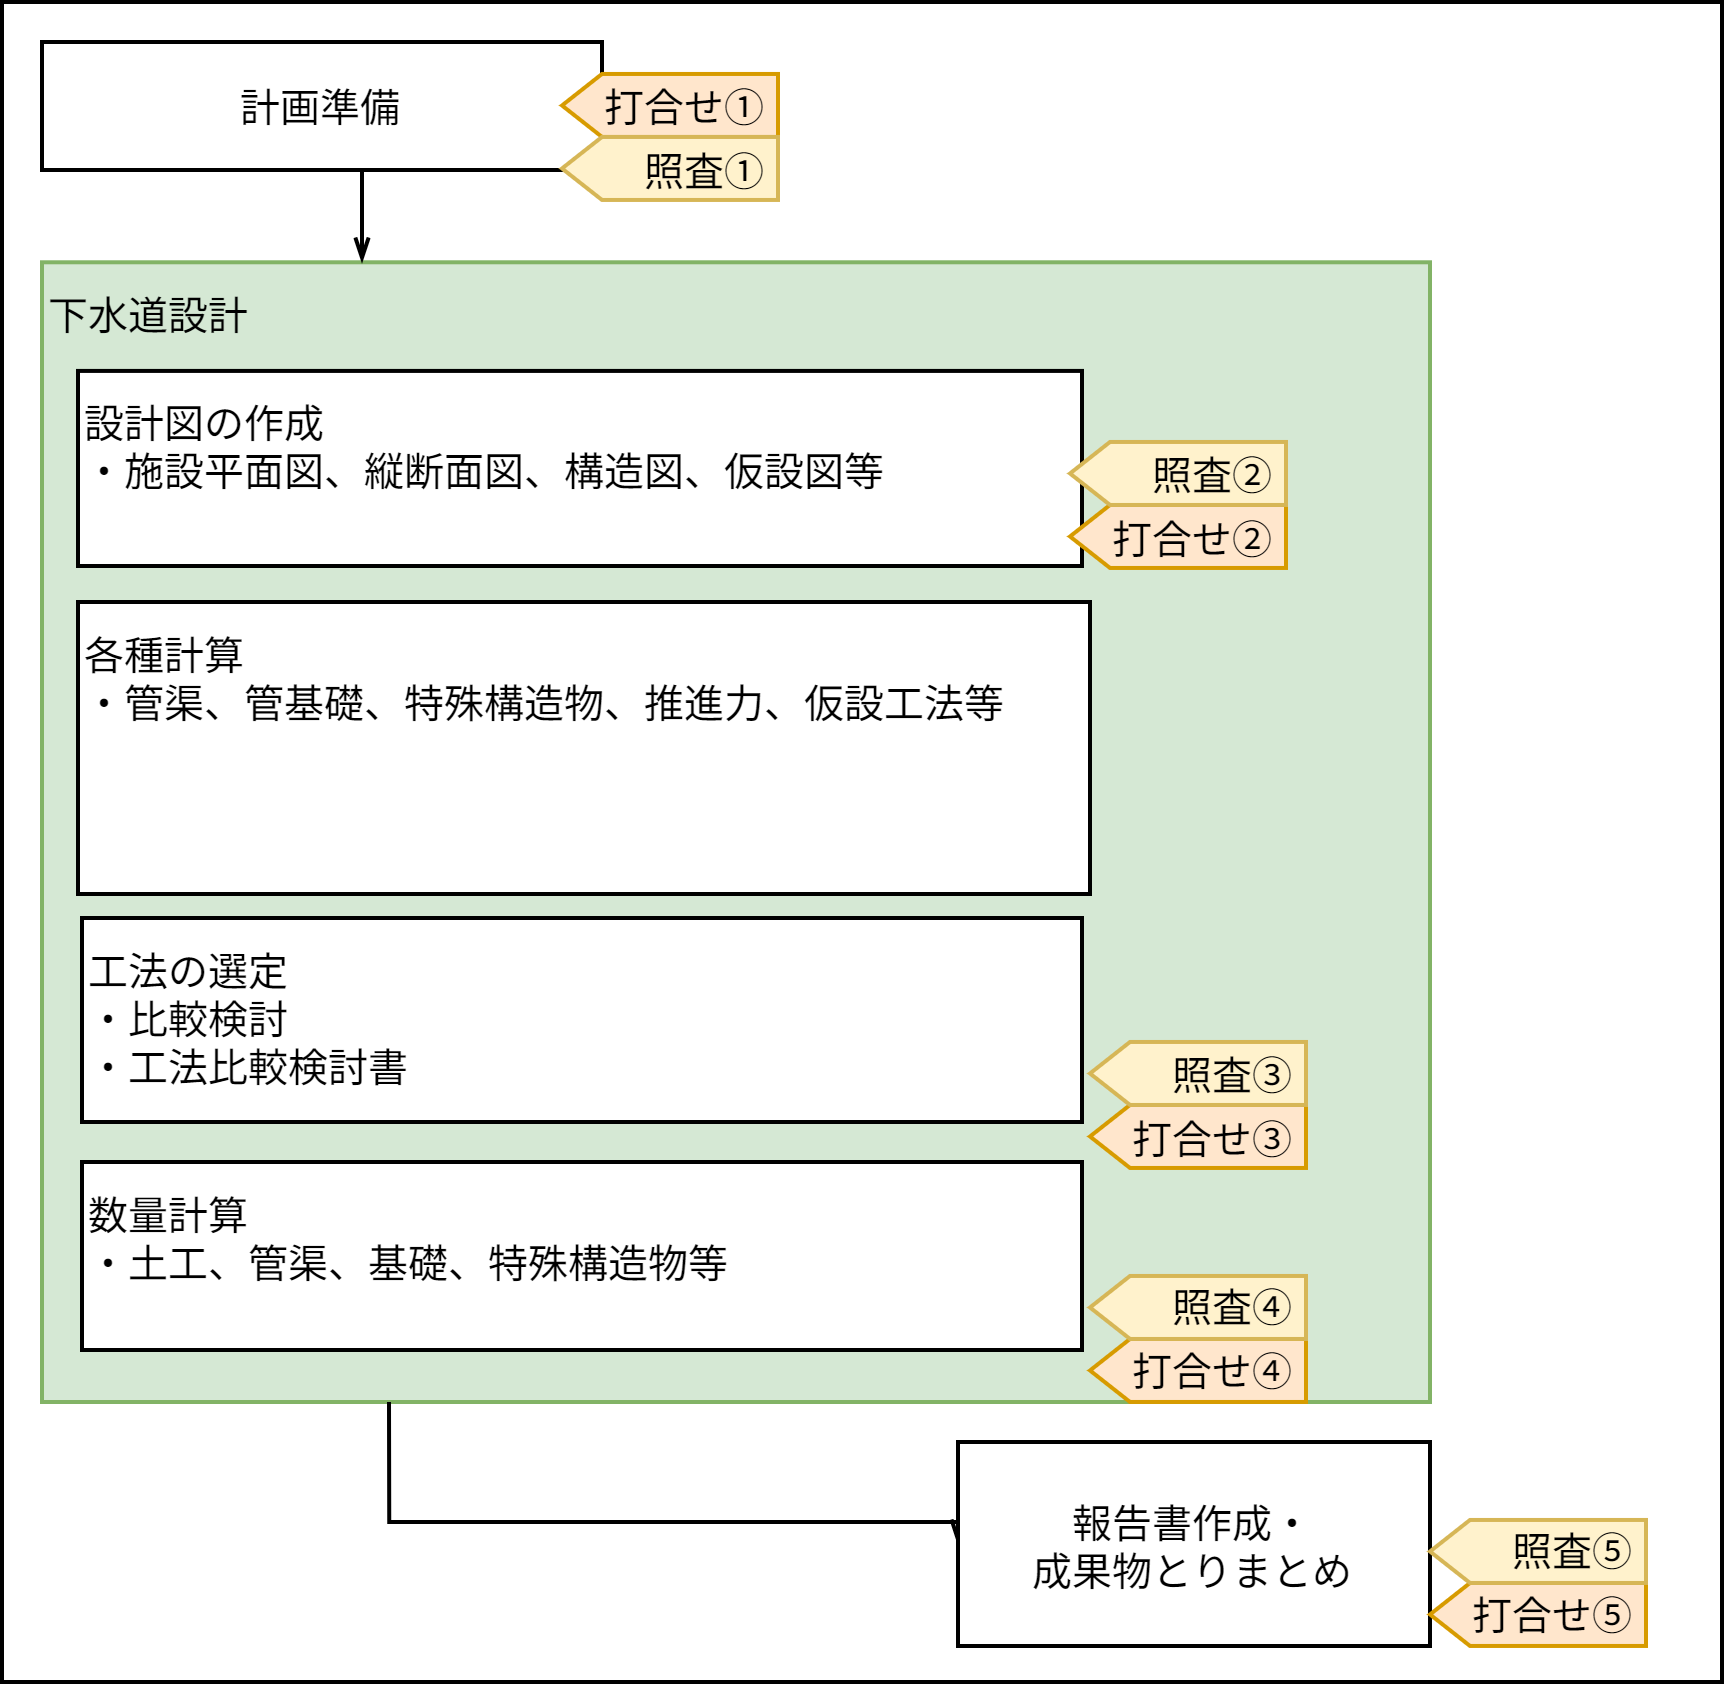 計画準備
打合せ①
照査①
下水道設計
設計図の作成
・施設平面図、縦断面図、構造図、仮設図等
照査②
打合せ②
各種計算
・管渠、管基礎、特殊構造物、推進力、仮設工法等
工法の選定
・比較検討
・工法比較検討書
照査③
打合せ③
数量計算
・土工、管渠、基礎、特殊構造物等
照査④
打合せ④
報告書作成・
成果物とりまとめ
照査⑤
打合せ⑤